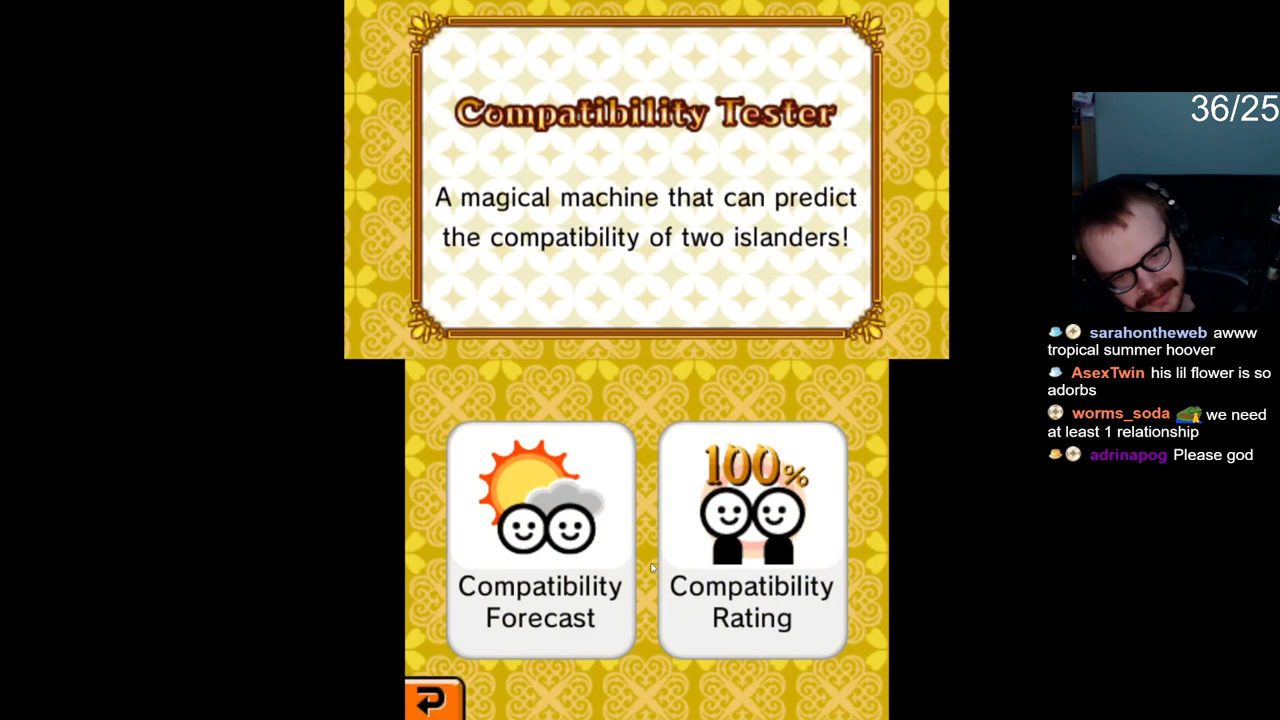 Compatibility Tester
A magical machine that can predict
the compatibility of two islanders!
100%
Compatibility
Forecast
Compatibility
Rating
36/25
sarahontheweb awww
tropical summer hoover
AsexTwin his lil flower is so
adorbs
worms_soda we need
at least 1 relationship
adrinapog Please god